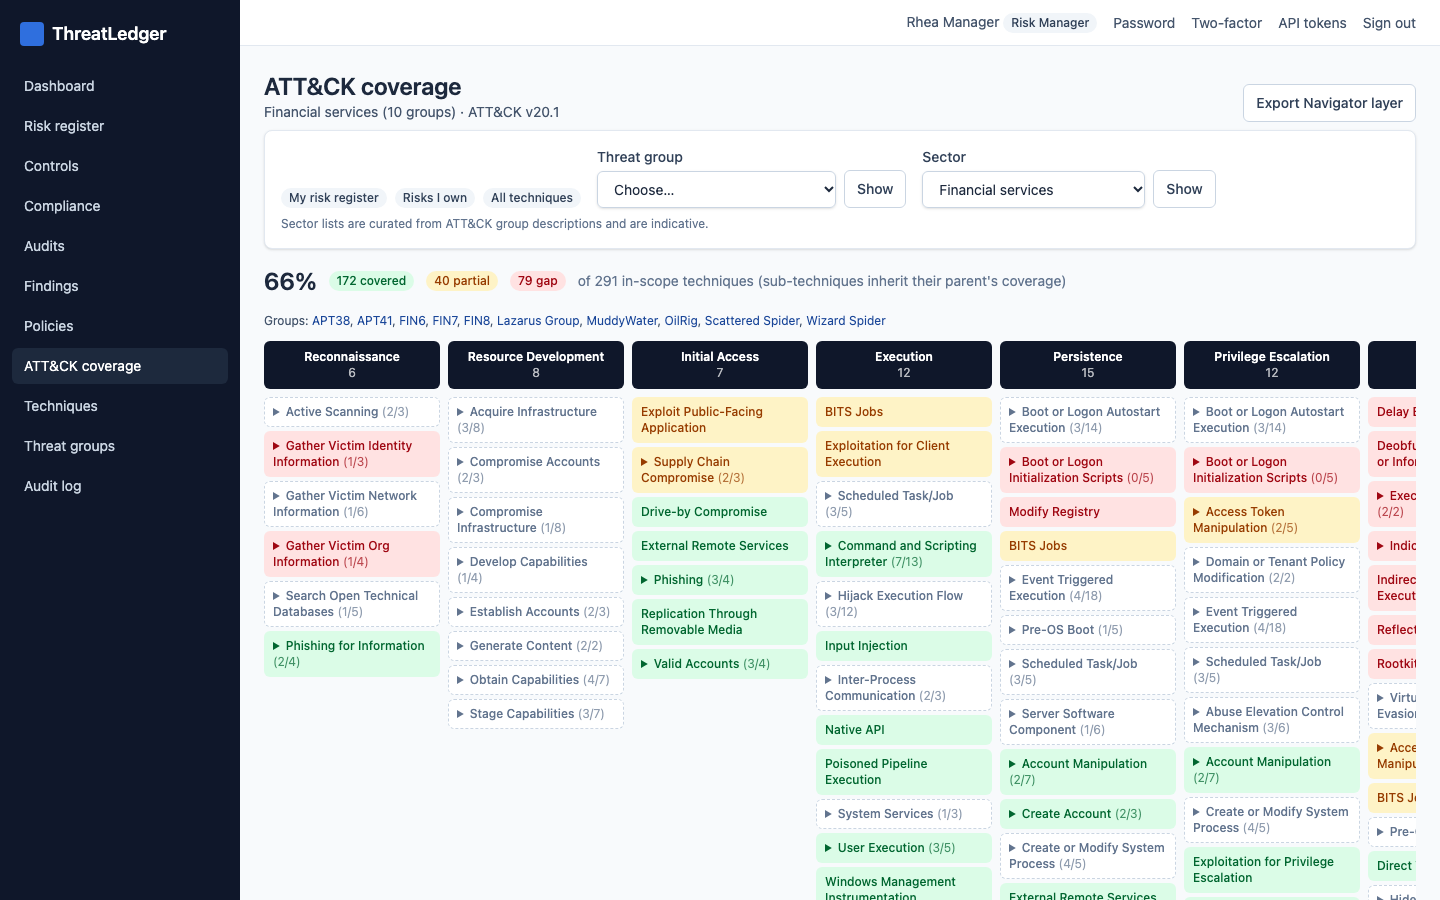 ThreatLedger
Dashboard
Risk register
Controls
Compliance
Audits
Findings
Policies
ATT&CK coverage
Techniques
Threat groups
Audit log
Rhea Manager Risk Manager Password Two-factor API tokens Sign out
ATT&CK coverage
Financial services (10 groups) · ATT&CK v20.1
Export Navigator layer
My risk register Risks I own All techniques
Threat group
Choose...
Show
Sector
Financial services
Show
Sector lists are curated from ATT&CK group descriptions and are indicative.
66% 172 covered 40 partial 79 gap of 291 in-scope techniques (sub-techniques inherit their parent's coverage)
Groups: APT38, APT41, FIN6, FIN7, FIN8, Lazarus Group, MuddyWater, OilRig, Scattered Spider, Wizard Spider
Reconnaissance
6
Active Scanning (2/3)
Gather Victim Identity
Information (1/3)
Gather Victim Network
Information (1/6)
Gather Victim Org
Information (1/4)
Search Open Technical
Databases (1/5)
Phishing for Information
(2/4)
Resource Development
8
Acquire Infrastructure
(3/8)
Compromise Accounts
(2/3)
Compromise
Infrastructure (1/8)
Develop Capabilities
(1/4)
Establish Accounts (2/3)
Generate Content (2/2)
Obtain Capabilities (4/7)
Stage Capabilities (3/7)
Initial Access
7
Exploit Public-Facing
Application
Supply Chain
Compromise (2/3)
Drive-by Compromise
External Remote Services
Phishing (3/4)
Replication Through
Removable Media
Valid Accounts (3/4)
Execution
12
BITS Jobs
Exploitation for Client
Execution
Scheduled Task/Job
(3/5)
Command and Scripting
Interpreter (7/13)
Hijack Execution Flow
(3/12)
Input Injection
Inter-Process
Communication (2/3)
Native API
Poisoned Pipeline
Execution
System Services (1/3)
User Execution (3/5)
Windows Management
Instrumentation
Persistence
15
Boot or Logon Autostart
Execution (3/14)
Boot or Logon
Initialization Scripts (0/5)
Modify Registry
BITS Jobs
Event Triggered
Execution (4/18)
Pre-OS Boot (1/5)
Scheduled Task/Job
(3/5)
Server Software
Component (1/6)
Account Manipulation
(2/7)
Create Account (2/3)
Create or Modify System
Process (4/5)
External Remote Services
Privilege Escalation
12
Boot or Logon Autostart
Execution (3/14)
Boot or Logon
Initialization Scripts (0/5)
Access Token
Manipulation (2/5)
Domain or Tenant Policy
Modification (2/2)
Event Triggered
Execution (4/18)
Scheduled Task/Job
(3/5)
Abuse Elevation Control
Mechanism (3/6)
Account Manipulation
(2/7)
Create or Modify System
Process (4/5)
Exploitation for Privilege
Escalation
Delay
or
(2/2)
BITS
Direct